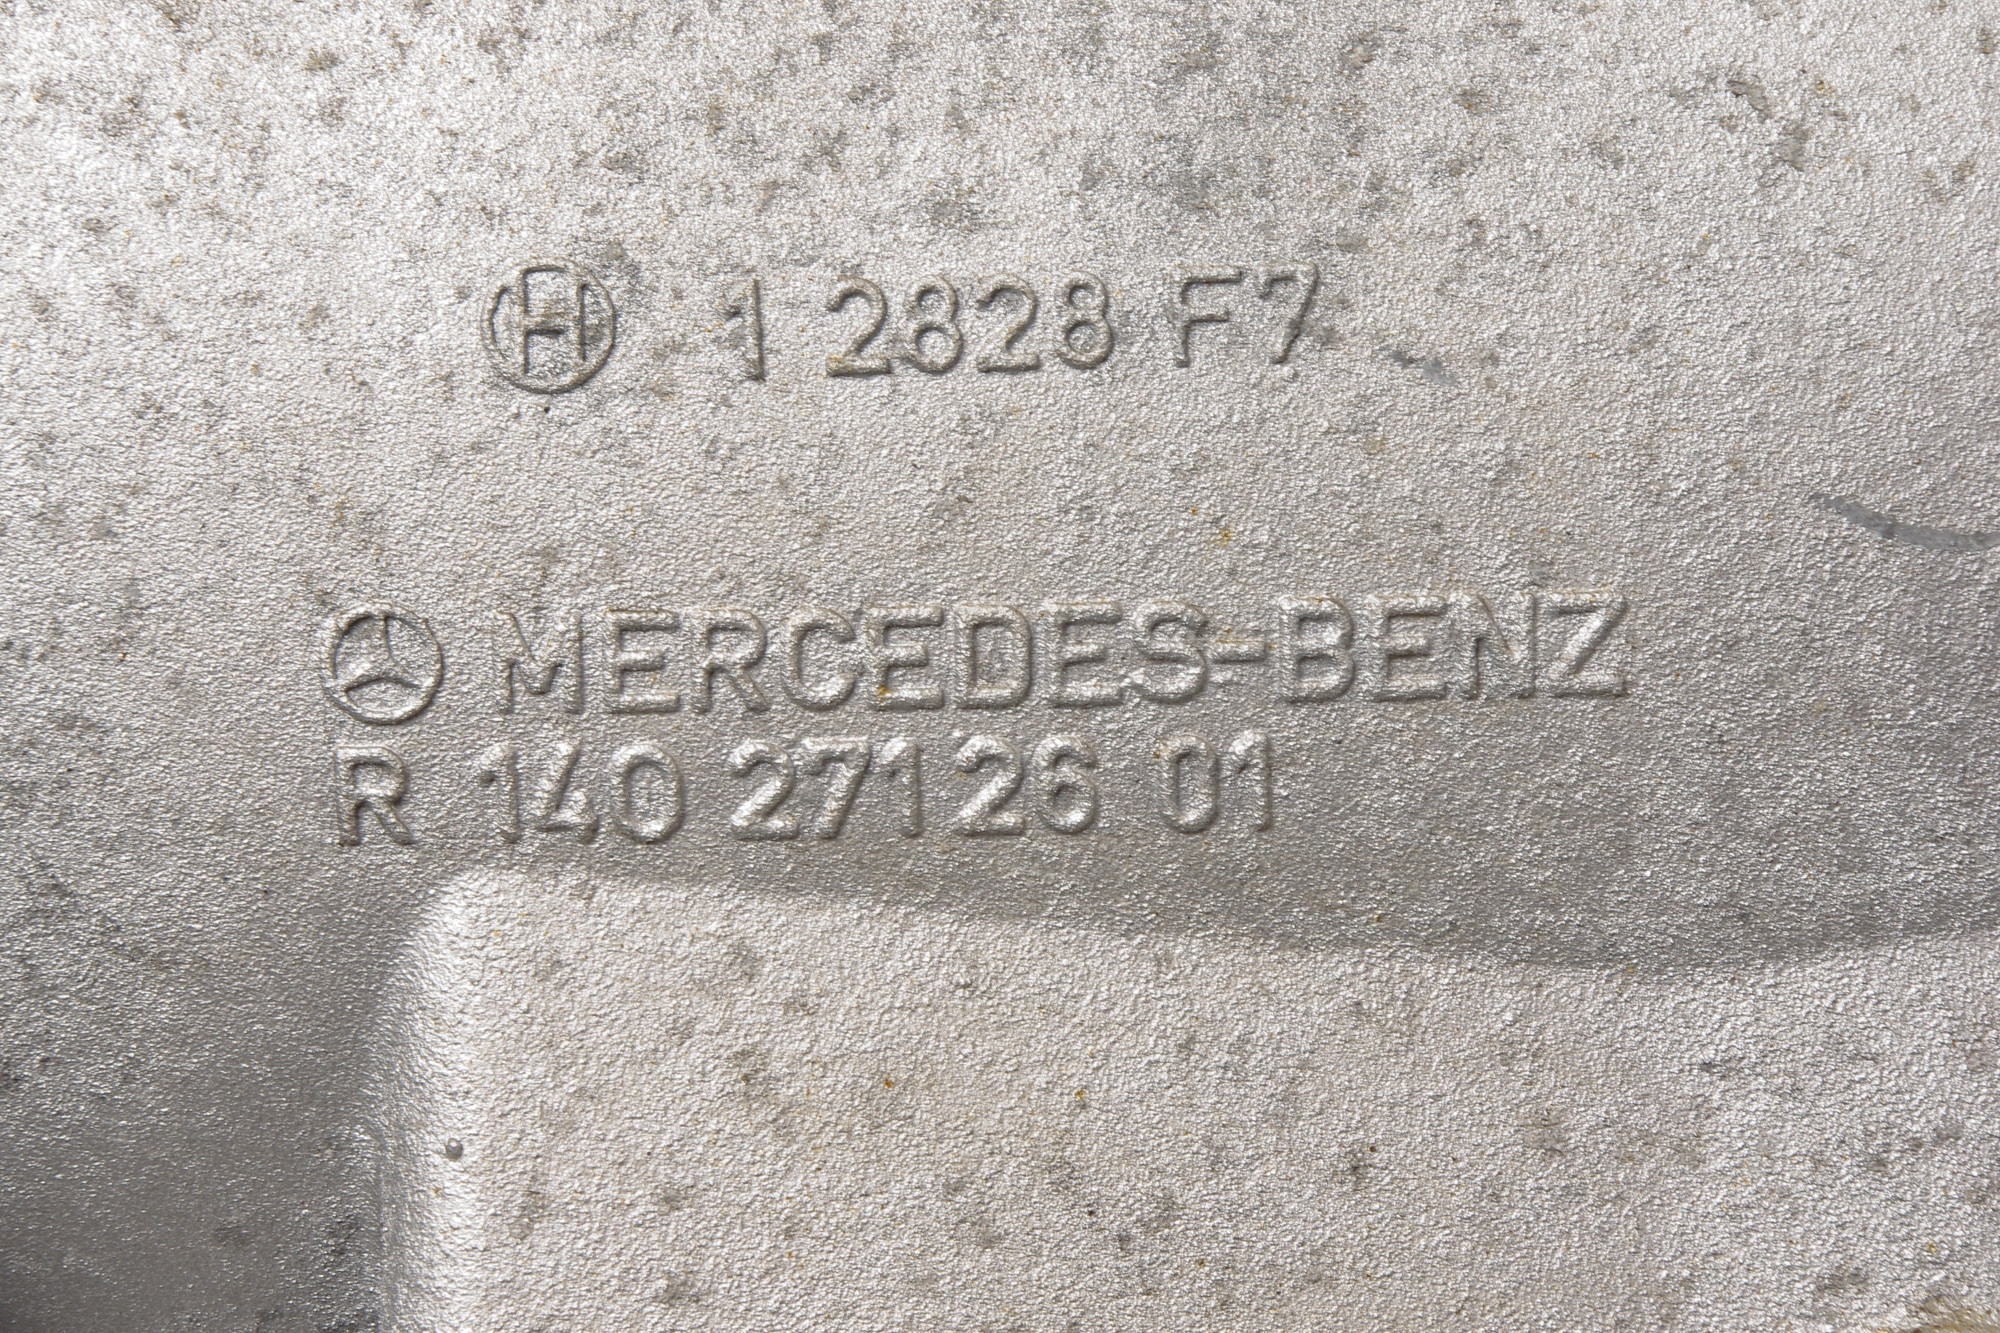 H 1 2828 F7
MERCEDES-BENZ
R 140 271 26 01